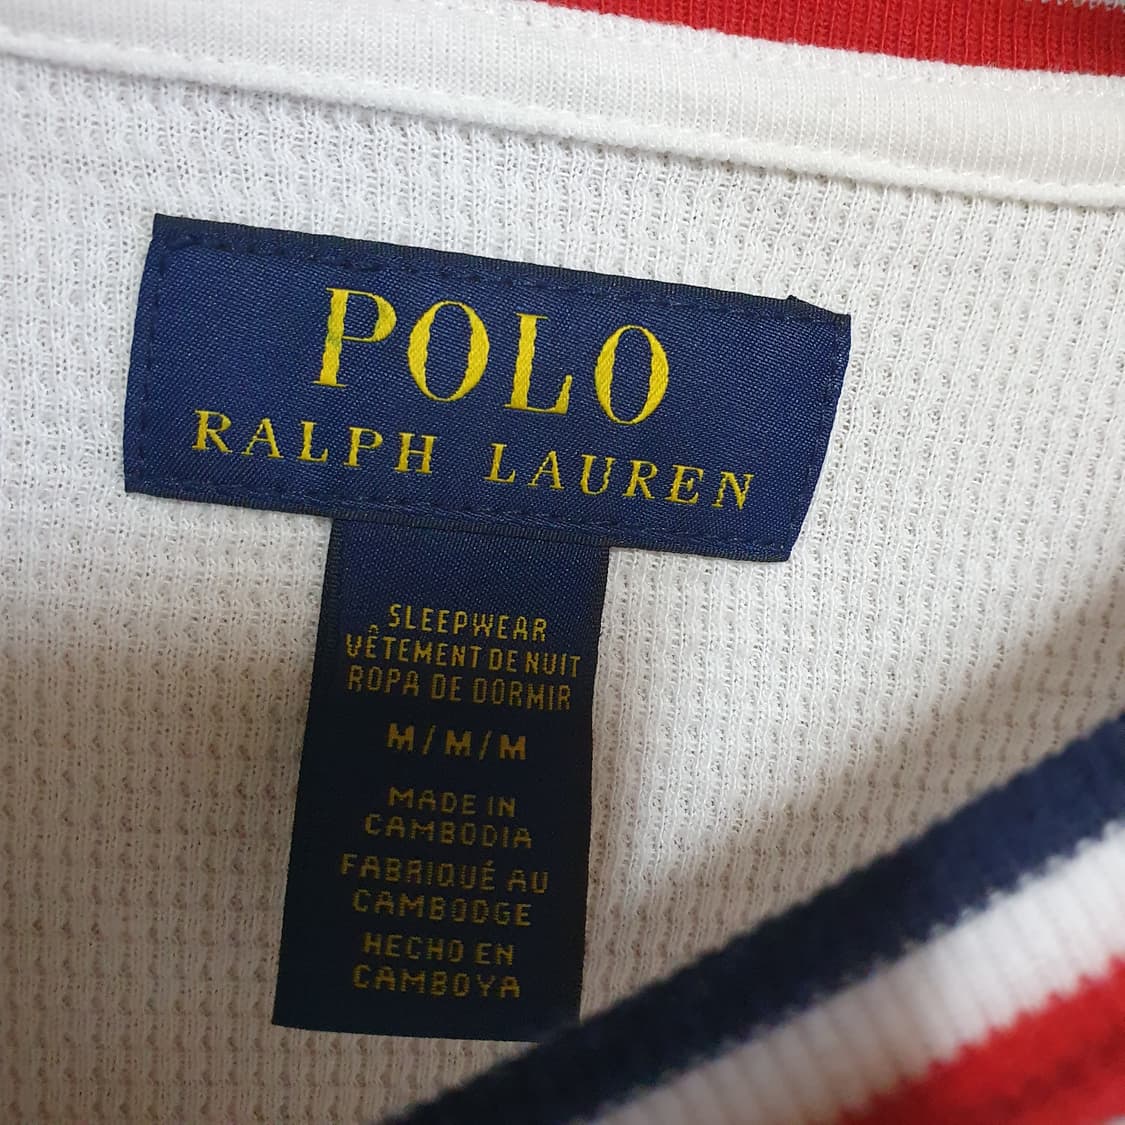 POLO
RALPH LAUREN
SLEEPWEAR
VÊTEMENT DE NUIT
ROPA DE DORMIR
M/M/M
MADE IN
CAMBODIA
FABRIQUÉ AU
CAMBODGE
HECHO EN
CAMBOYA